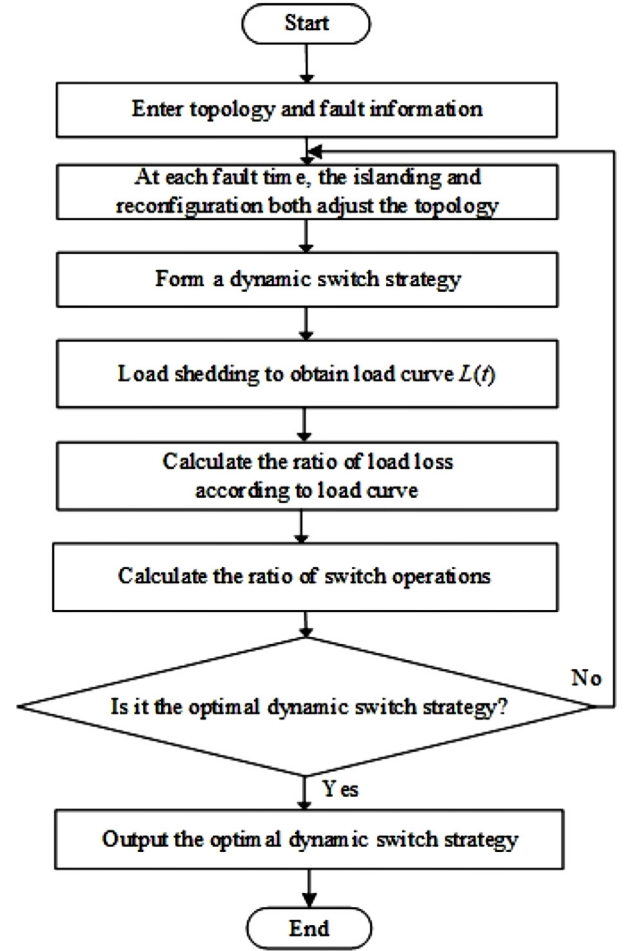 Start
Enter topology and fault information
At each fault time, the islanding and
reconfiguration both adjust the topology
Form a dynamic switch strategy
Load shedding to obtain load curve L(t)
Calculate the ratio of load loss
according to load curve
Calculate the ratio of switch operations
Is it the optimal dynamic switch strategy?
No
Yes
Output the optimal dynamic switch strategy
End